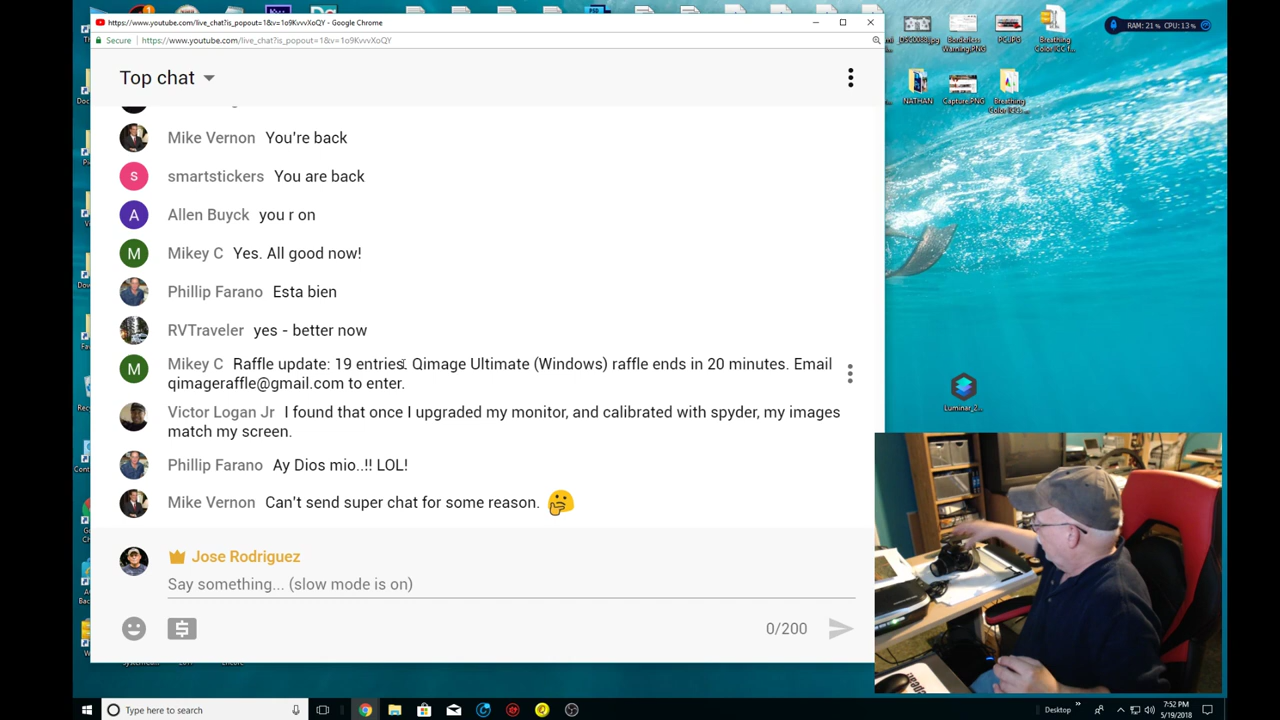 https://www.youtube.com/live_chat?is_popout=1&v=1o9KvvvXoQY - Google Chrome
Secure https://www.youtube.com/live_chat?is_popout=1&v=1o9KvvvXoQY
RAM: 21 % CPU: 13 %
Top chat
NATHAN Capture.PNG
Mike Vernon You're back
S smartstickers You are back
A Allen Buyck you r on
M Mikey C Yes. All good now!
Phillip Farano Esta bien
RVTraveler yes - better now
M Mikey C Raffle update: 19 entries. Qimage Ultimate (Windows) raffle ends in 20 minutes. Email
qimageraffle@gmail.com to enter.
Luminar_2...
Victor Logan Jr I found that once I upgraded my monitor, and calibrated with spyder, my images
match my screen.
Phillip Farano Ay Dios mio..!! LOL!
Mike Vernon Can't send super chat for some reason.
Jose Rodriguez
Say something... (slow mode is on)
0/200
Type here to search
Desktop
7:52 PM
5/19/2018